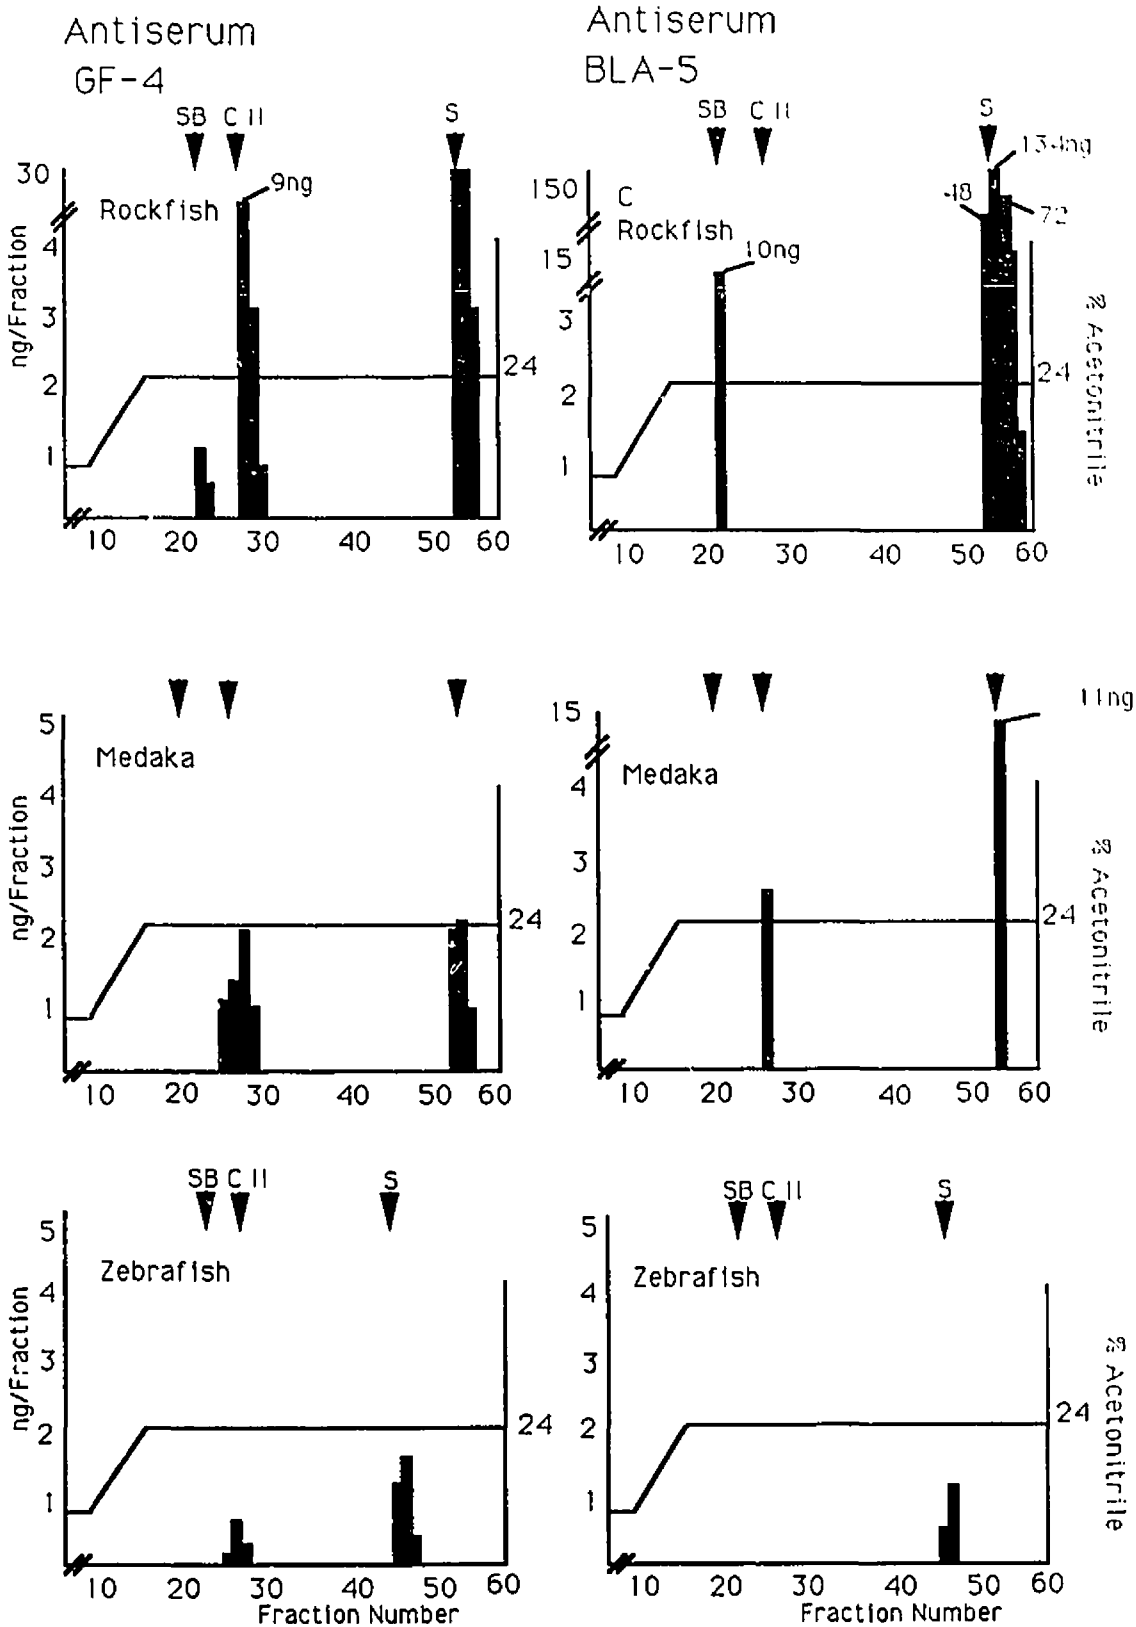 Antiserum
GF-4
SB C II S
30
4
3
2
1
ng/Fraction
Rockfish
9ng
24
10 20 30 40 50 60
Antiserum
BLA-5
SB C II S
150
15
3
2
1
C
Rockfish
10ng
48
134ng
72
24
% Acetonitrile
10 20 30 40 50 60
5
4
3
2
1
ng/Fraction
Medaka
24
10 20 30 40 50 60
15
4
3
2
1
Medaka
11ng
24
% Acetonitrile
10 20 30 40 50 60
SB C II S
5
4
3
2
1
ng/Fraction
Zebrafish
24
10 20 30 40 50 60
Fraction Number
SB C II S
5
4
3
2
1
Zebrafish
24
% Acetonitrile
10 20 30 40 50 60
Fraction Number